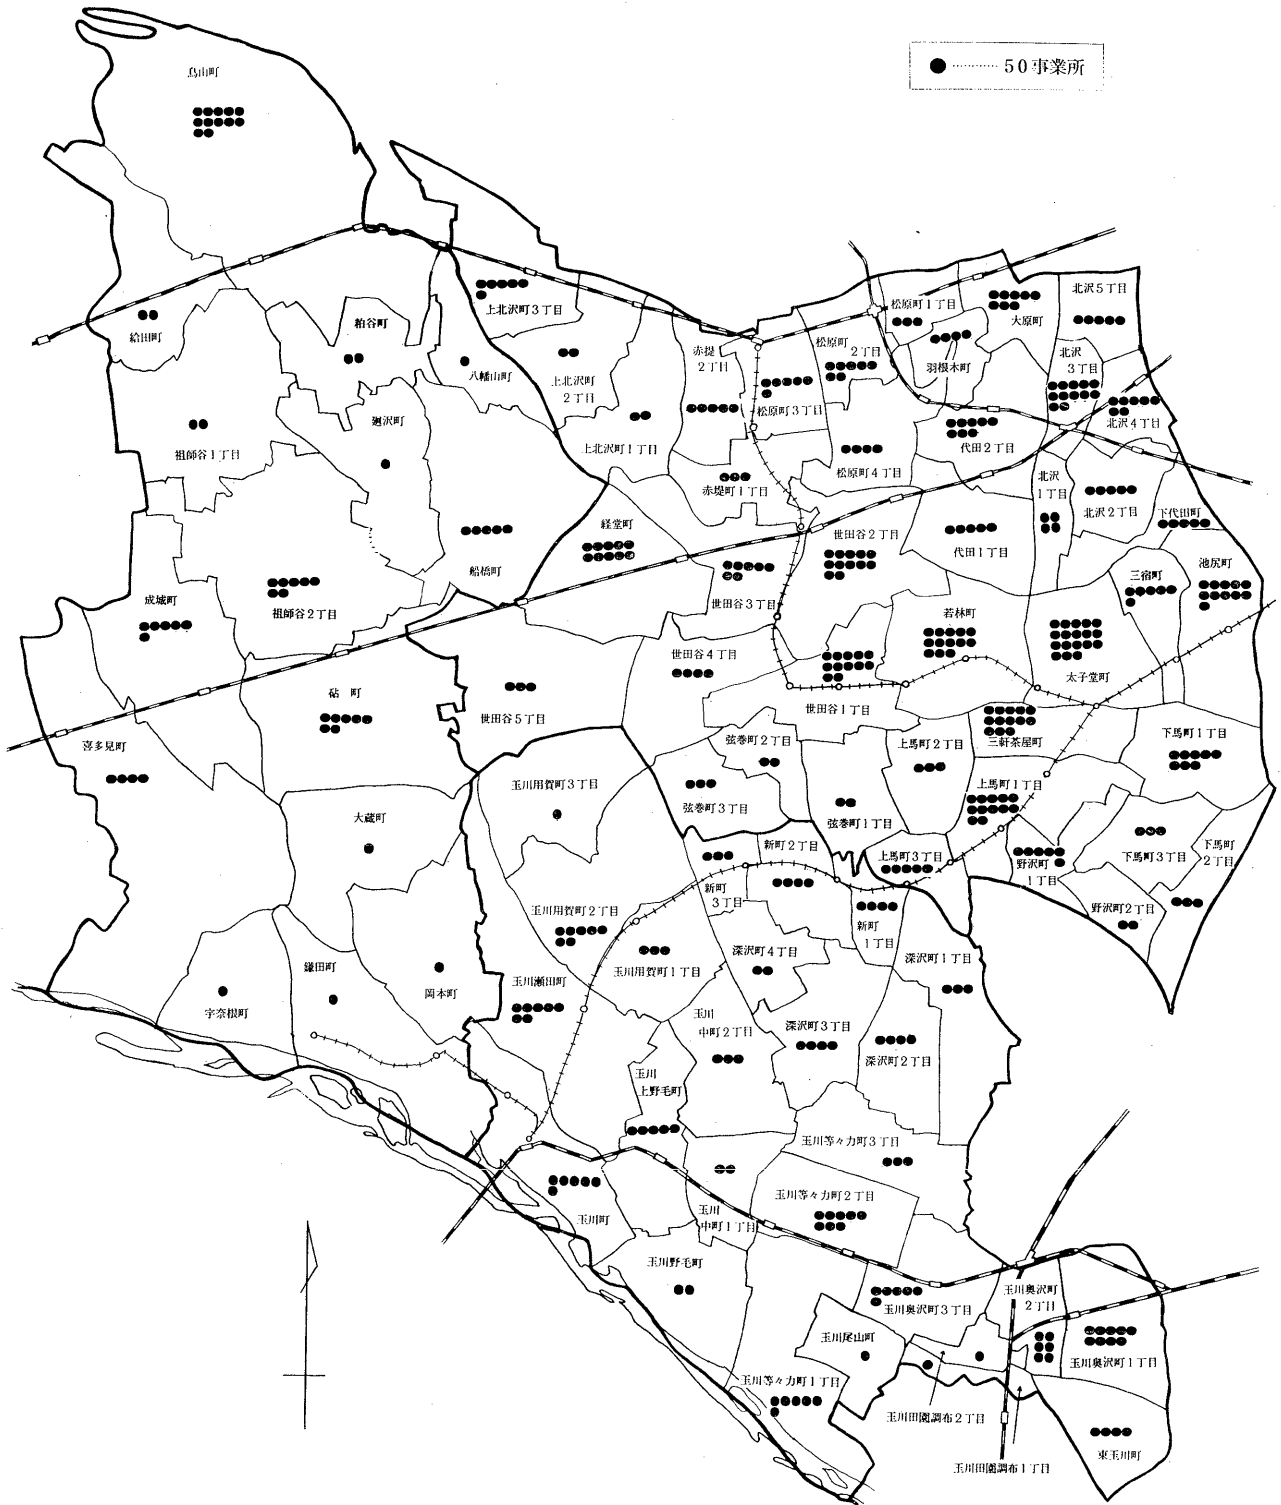 50事業所
烏山町
給田町
粕谷町
八幡山町
上北沢町3丁目
上北沢町
2丁目
上北沢町1丁目
赤堤
2丁目
松原町3丁目
松原町
2丁目
松原町1丁目
羽根木町
大原町
北沢5丁目
北沢
3丁目
北沢4丁目
廻沢町
祖師谷1丁目
赤堤町1丁目
松原町4丁目
代田2丁目
北沢
1丁目
北沢2丁目
下代田町
経堂町
世田谷2丁目
代田1丁目
船橋町
祖師谷2丁目
成城町
世田谷3丁目
若林町
三宿町
池尻町
世田谷4丁目
太子堂町
砧 町
世田谷5丁目
世田谷1丁目
喜多見町
弦巻町2丁目
上馬町2丁目
三軒茶屋町
下馬町1丁目
玉川用賀町3丁目
弦巻町3丁目
弦巻町1丁目
上馬町1丁目
大蔵町
新町2丁目
上馬町3丁目
野沢町
1丁目
下馬町3丁目
下馬町
2丁目
新町
3丁目
玉川用賀町2丁目
新町
1丁目
野沢町2丁目
鎌田町
岡本町
玉川瀬田町
玉川用賀町1丁目
深沢町4丁目
深沢町1丁目
宇奈根町
玉川
中町2丁目
深沢町3丁目
深沢町2丁目
玉川
上野毛町
玉川等々力町3丁目
玉川町
玉川
中町1丁目
玉川等々力町2丁目
玉川野毛町
玉川奥沢町3丁目
玉川奥沢町
2丁目
玉川尾山町
玉川奥沢町1丁目
玉川等々力町1丁目
玉川田園調布2丁目
玉川田園調布1丁目
東玉川町